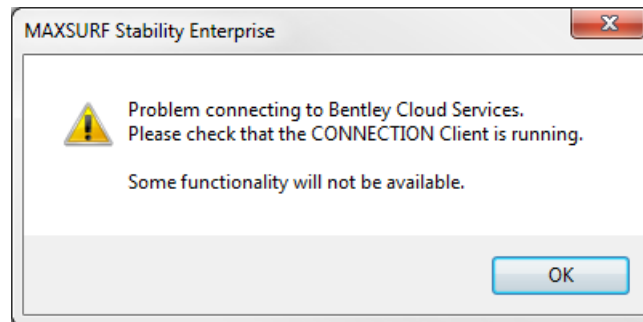 MAXSURF Stability Enterprise
Problem connecting to Bentley Cloud Services.
Please check that the CONNECTION Client is running.
Some functionality will not be available.
OK